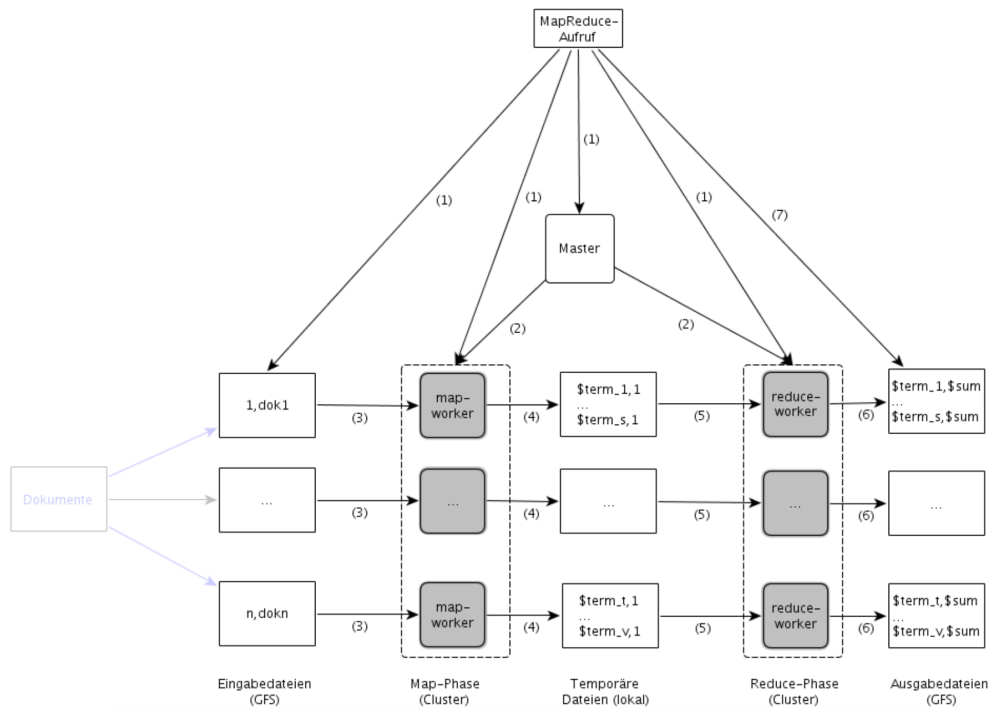 MapReduce-
Aufruf
(1)
(1)
(1)
(1)
(7)
Master
(2)
(2)
1,dok1
(3)
map-
worker
(4)
$term_1,1
...
$term_s,1
(5)
reduce-
worker
(6)
$term_1,$sum
...
$term_s,$sum
Dokumente
...
(3)
...
(4)
...
(5)
...
(6)
...
n,dokn
(3)
map-
worker
(4)
$term_t,1
...
$term_v,1
(5)
reduce-
worker
(6)
$term_t,$sum
...
$term_v,$sum
Eingabedateien
(GFS)
Map-Phase
(Cluster)
Temporäre
Dateien (lokal)
Reduce-Phase
(Cluster)
Ausgabedateien
(GFS)